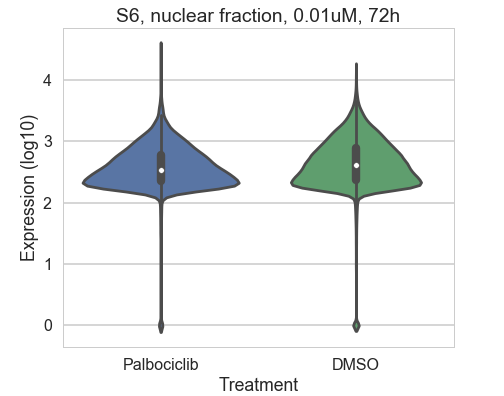 S6, nuclear fraction, 0.01uM, 72h
Expression (log10)
4
3
2
1
0
Palbociclib
DMSO
Treatment